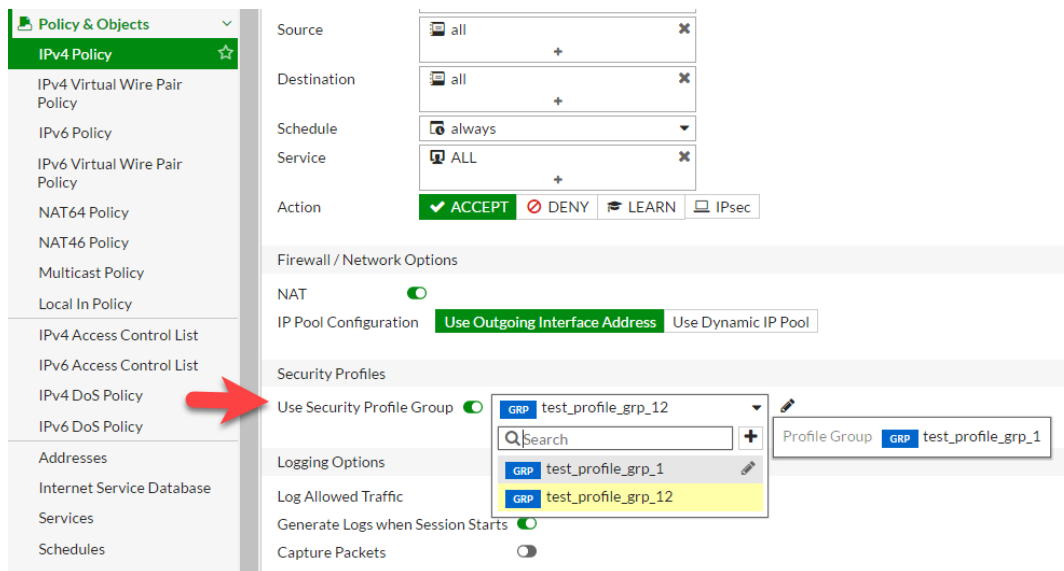 Policy & Objects
IPv4 Policy
IPv4 Virtual Wire Pair
Policy
IPv6 Policy
IPv6 Virtual Wire Pair
Policy
NAT64 Policy
NAT46 Policy
Multicast Policy
Local In Policy
IPv4 Access Control List
IPv6 Access Control List
IPv4 DoS Policy
IPv6 DoS Policy
Addresses
Internet Service Database
Services
Schedules
Source all
+
Destination all
+
Schedule always
Service ALL
+
Action ACCEPT DENY LEARN IPsec
Firewall / Network Options
NAT
IP Pool Configuration Use Outgoing Interface Address Use Dynamic IP Pool
Security Profiles
Use Security Profile Group GRP test_profile_grp_12
Search +
Profile Group GRP test_profile_grp_1
GRP test_profile_grp_1
GRP test_profile_grp_12
Logging Options
Log Allowed Traffic
Generate Logs when Session Starts
Capture Packets